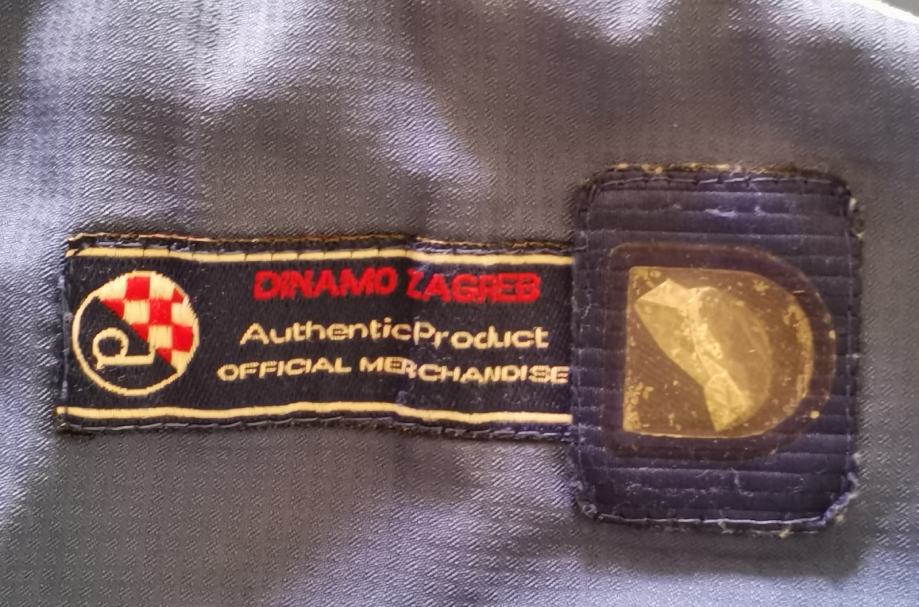 DINAMO ZAGREB
AuthenticProduct
OFFICIAL MERCHANDISE